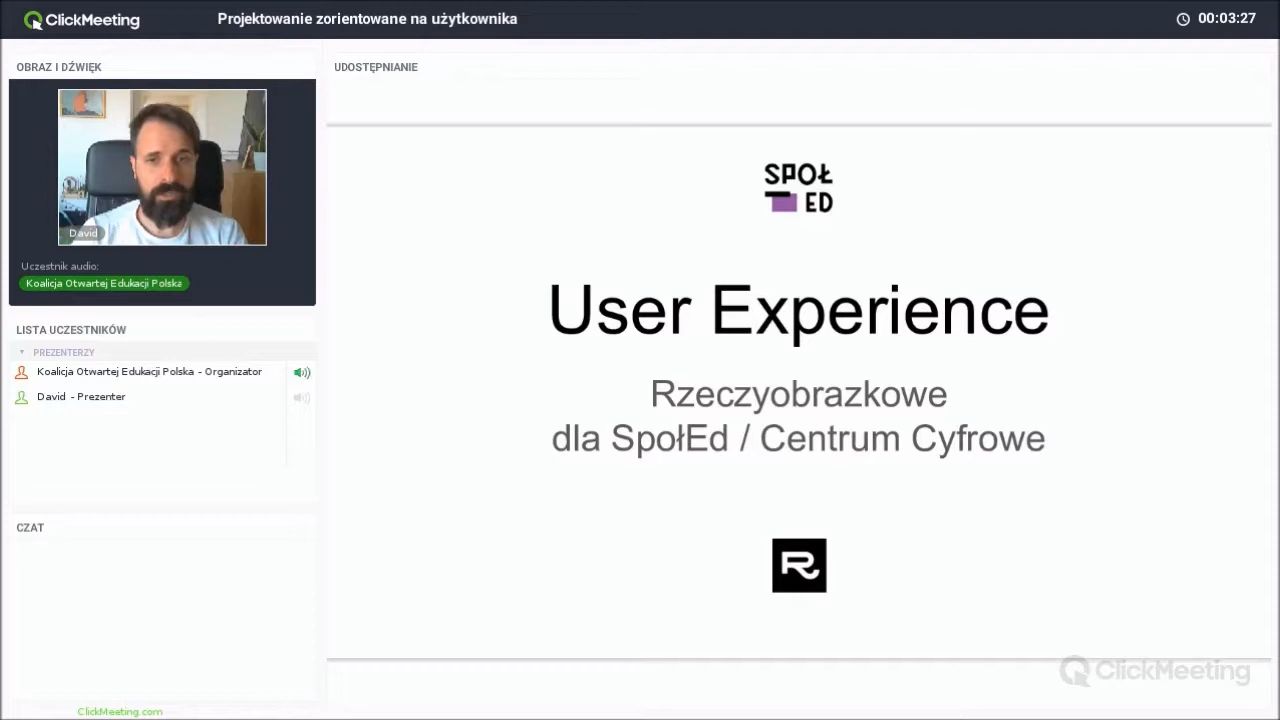 ClickMeeting
Projektowanie zorientowane na użytkownika
00:03:27
OBRAZ I DŹWIĘK
David
Uczestnik audio:
Koalicja Otwartej Edukacji Polska
LISTA UCZESTNIKÓW
PREZENTERZY
Koalicja Otwartej Edukacji Polska - Organizator
David - Prezenter
CZAT
ClickMeeting.com
UDOSTĘPNIANIE
SPOŁ
ED
User Experience
Rzeczyobrazkowe
dla SpołEd / Centrum Cyfrowe
R
ClickMeeting